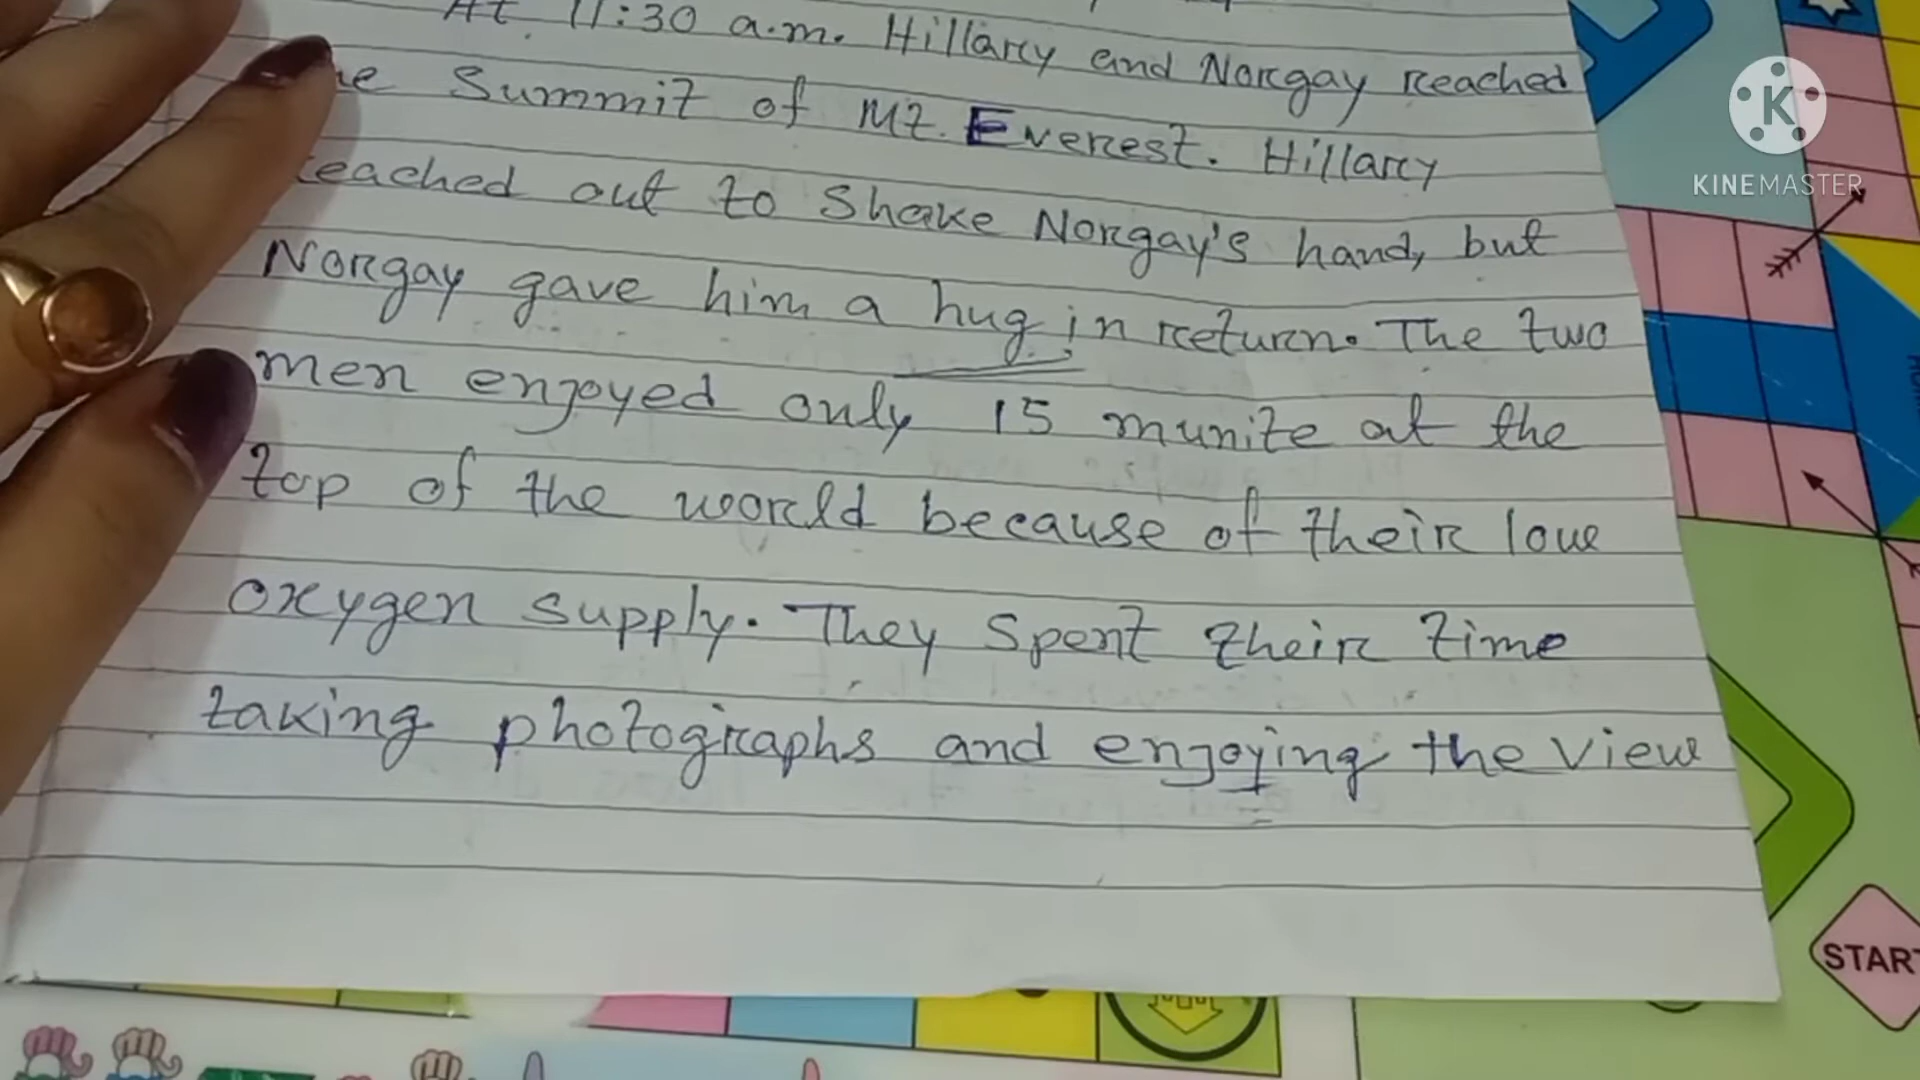 At 11:30 a.m. Hillary and Norgay reached
he Summit of Mt. Everest. Hillary
reached out to Shake Norgay's hand, but
Norgay gave him a hug in return. The two
men enjoyed only 15 munite at the
top of the world because of their low
oxygen supply. They Spent their time
taking photographs and enjoying the view
KINEMASTER
START